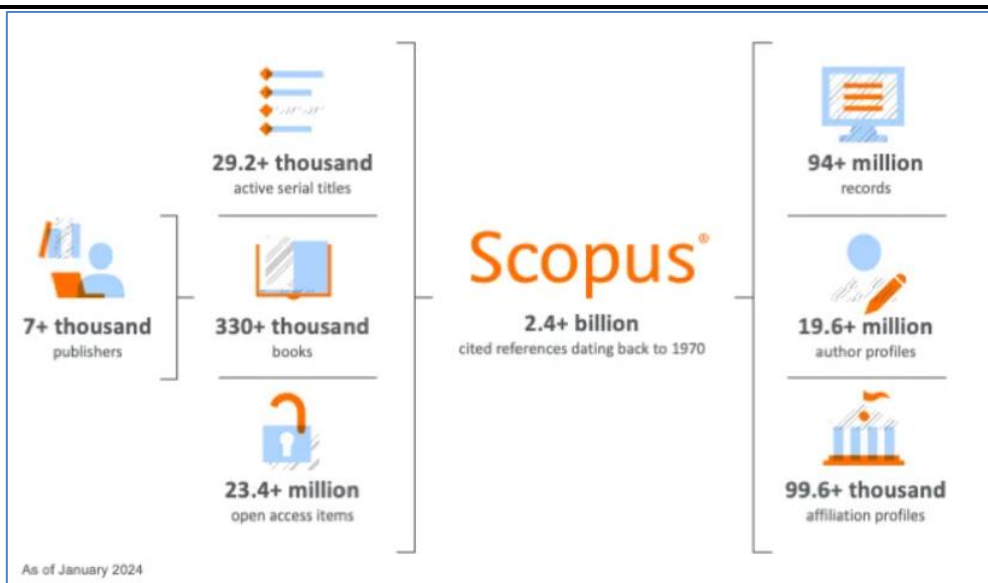 29.2+ thousand
active serial titles
7+ thousand
publishers
330+ thousand
books
23.4+ million
open access items
Scopus®
2.4+ billion
cited references dating back to 1970
94+ million
records
19.6+ million
author profiles
99.6+ thousand
affiliation profiles
As of January 2024